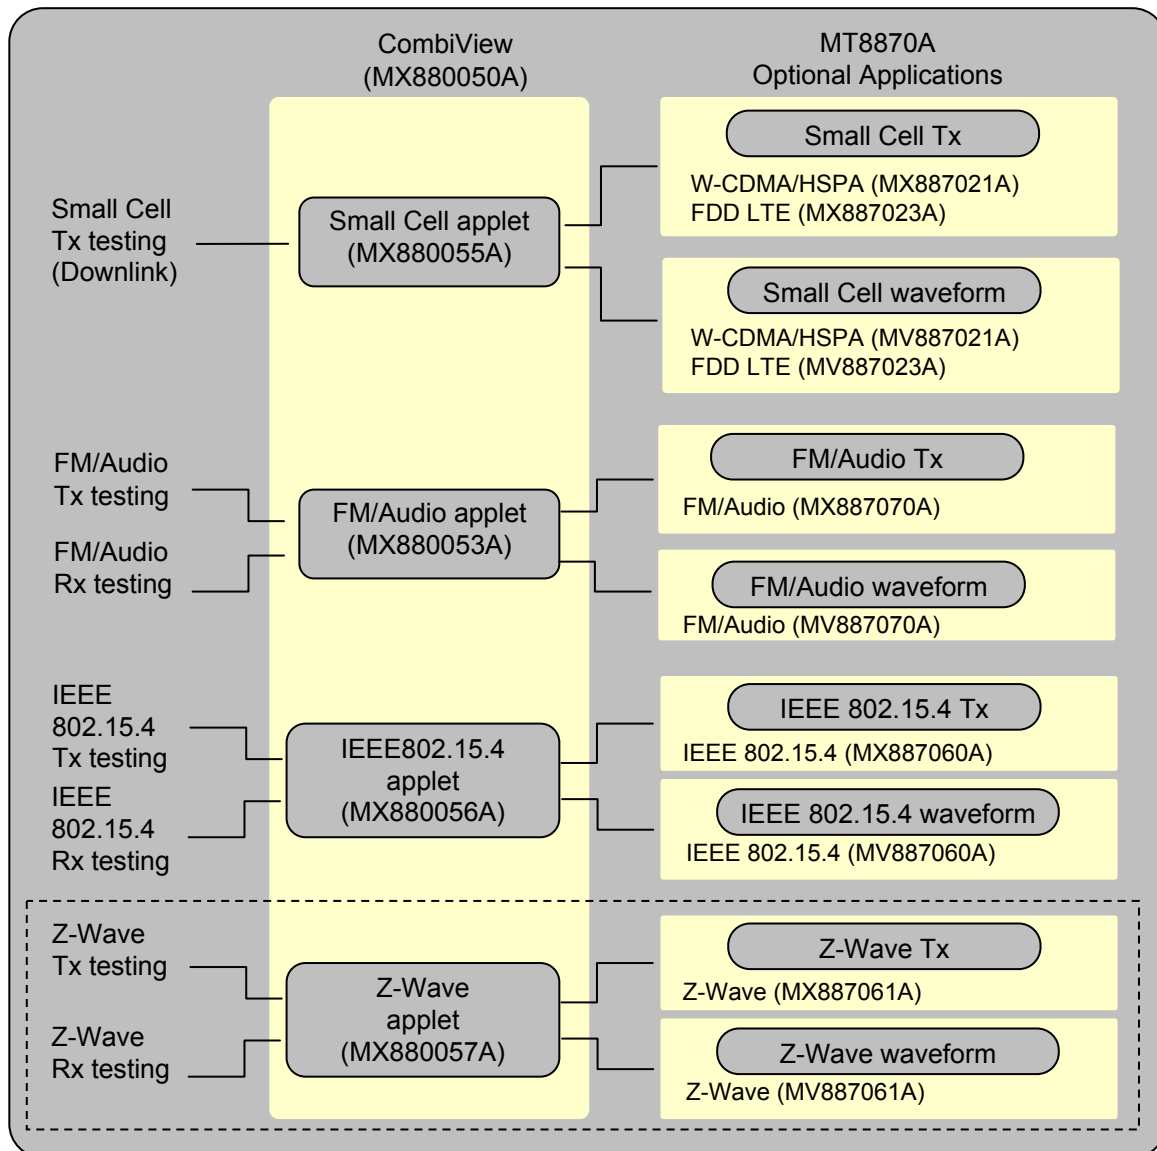 CombiView
(MX880050A)
MT8870A
Optional Applications
Small Cell
Tx testing
(Downlink)
Small Cell applet
(MX880055A)
Small Cell Tx
W-CDMA/HSPA (MX887021A)
FDD LTE (MX887023A)
Small Cell waveform
W-CDMA/HSPA (MV887021A)
FDD LTE (MV887023A)
FM/Audio
Tx testing
FM/Audio
Rx testing
FM/Audio applet
(MX880053A)
FM/Audio Tx
FM/Audio (MX887070A)
FM/Audio waveform
FM/Audio (MV887070A)
IEEE
802.15.4
Tx testing
IEEE
802.15.4
Rx testing
IEEE802.15.4
applet
(MX880056A)
IEEE 802.15.4 Tx
IEEE 802.15.4 (MX887060A)
IEEE 802.15.4 waveform
IEEE 802.15.4 (MV887060A)
Z-Wave
Tx testing
Z-Wave
Rx testing
Z-Wave
applet
(MX880057A)
Z-Wave Tx
Z-Wave (MX887061A)
Z-Wave waveform
Z-Wave (MV887061A)